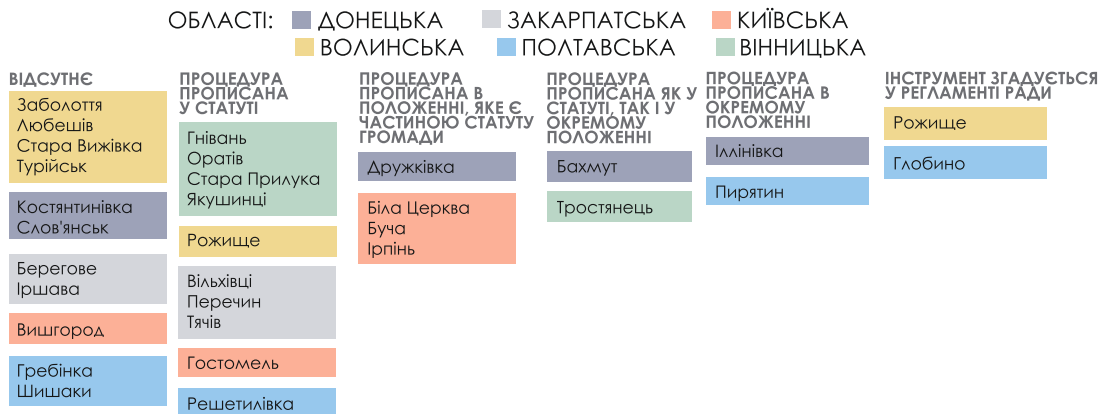 ОБЛАСТІ: ДОНЕЦЬКА ЗАКАРПАТСЬКА КИЇВСЬКА
ВОЛИНСЬКА ПОЛТАВСЬКА ВІННИЦЬКА
ВІДСУТНЄ
Заболоття
Любешів
Стара Вижівка
Турійськ
Костянтинівка
Слов'янськ
Берегове
Іршава
Вишгород
Гребінка
Шишаки
ПРОЦЕДУРА
ПРОПИСАНА
У СТАТУТІ
Гнівань
Оратів
Стара Прилука
Якушинці
Рожище
Вільхівці
Перечин
Тячів
Гостомель
Решетилівка
ПРОЦЕДУРА
ПРОПИСАНА В
ПОЛОЖЕННІ, ЯКЕ Є
ЧАСТИНОЮ СТАТУТУ
ГРОМАДИ
Дружківка
Біла Церква
Буча
Ірпінь
ПРОЦЕДУРА
ПРОПИСАНА ЯК У
СТАТУТІ, ТАК І У
ОКРЕМОМУ
ПОЛОЖЕННІ
Бахмут
Тростянець
ПРОЦЕДУРА
ПРОПИСАНА В
ОКРЕМОМУ
ПОЛОЖЕННІ
Іллінівка
Пирятин
ІНСТРУМЕНТ ЗГАДУЄТЬСЯ
У РЕГЛАМЕНТІ РАДИ
Рожище
Глобино